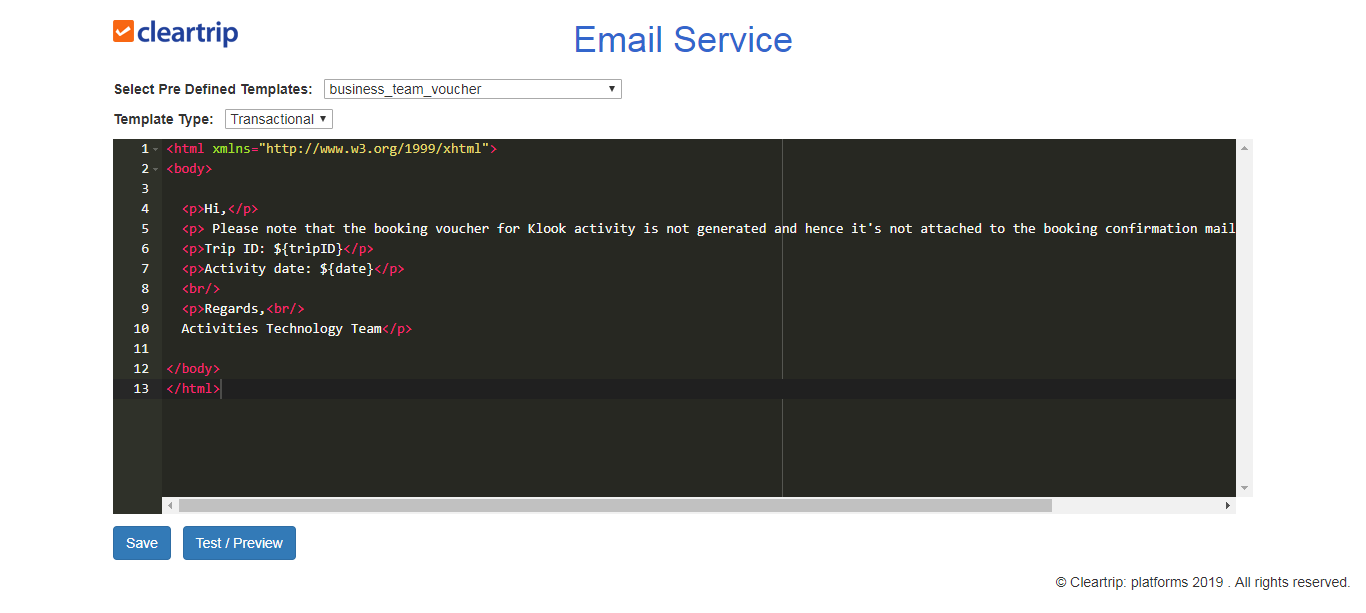 cleartrip
Email Service
Select Pre Defined Templates: business_team_voucher
Template Type: Transactional
1 <html xmlns="http://www.w3.org/1999/xhtml">
2 <body>
3
4 <p>Hi,</p>
5 <p> Please note that the booking voucher for Klook activity is not generated and hence it's not attached to the booking confirmation mail
6 <p>Trip ID: ${tripID}</p>
7 <p>Activity date: ${date}</p>
8 <br/>
9 <p>Regards,<br/>
10 Activities Technology Team</p>
11
12 </body>
13 </html>
Save Test / Preview
© Cleartrip: platforms 2019 . All rights reserved.